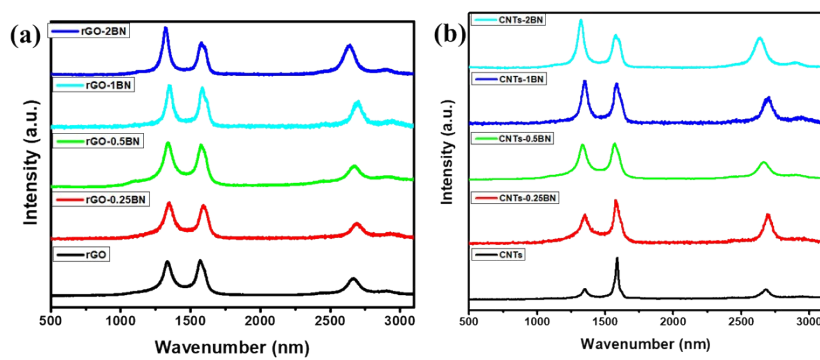 (a)
rGO-2BN
rGO-1BN
rGO-0.5BN
rGO-0.25BN
rGO
Intensity (a.u.)
500 1000 1500 2000 2500 3000
Wavenumber (nm)
(b)
CNTs-2BN
CNTs-1BN
CNTs-0.5BN
CNTs-0.25BN
CNTs
Intensity (a.u.)
500 1000 1500 2000 2500 3000
Wavenumber (nm)